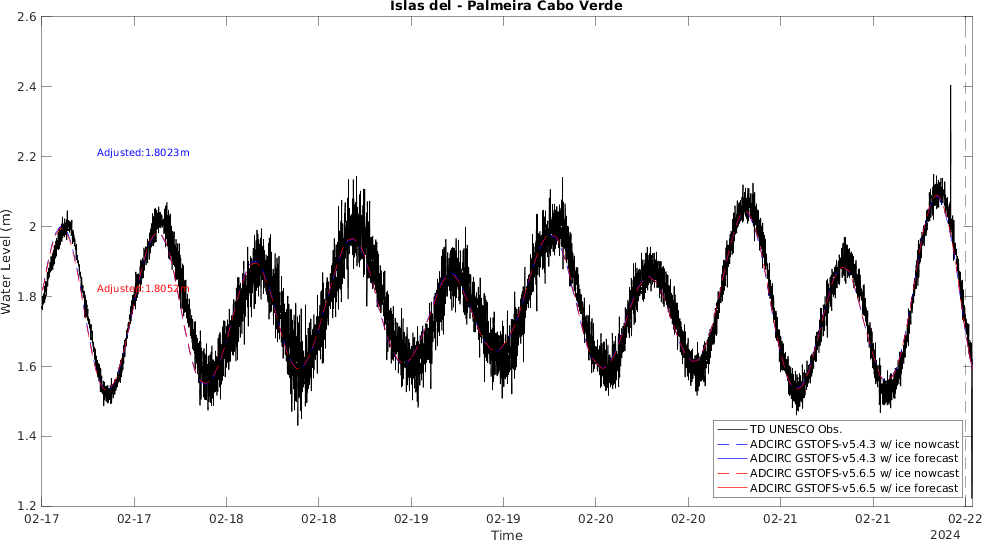 Islas del - Palmeira Cabo Verde
2.6
2.4
2.2
2
1.8
1.6
1.4
1.2
Water Level (m)
Adjusted:1.8023m
Adjusted:1.8052m
TD UNESCO Obs.
ADCIRC GSTOFS-v5.4.3 w/ ice nowcast
ADCIRC GSTOFS-v5.4.3 w/ ice forecast
ADCIRC GSTOFS-v5.6.5 w/ ice nowcast
ADCIRC GSTOFS-v5.6.5 w/ ice forecast
02-17 02-17 02-18 02-18 02-19 02-19 02-20 02-20 02-21 02-21 02-22
Time
2024